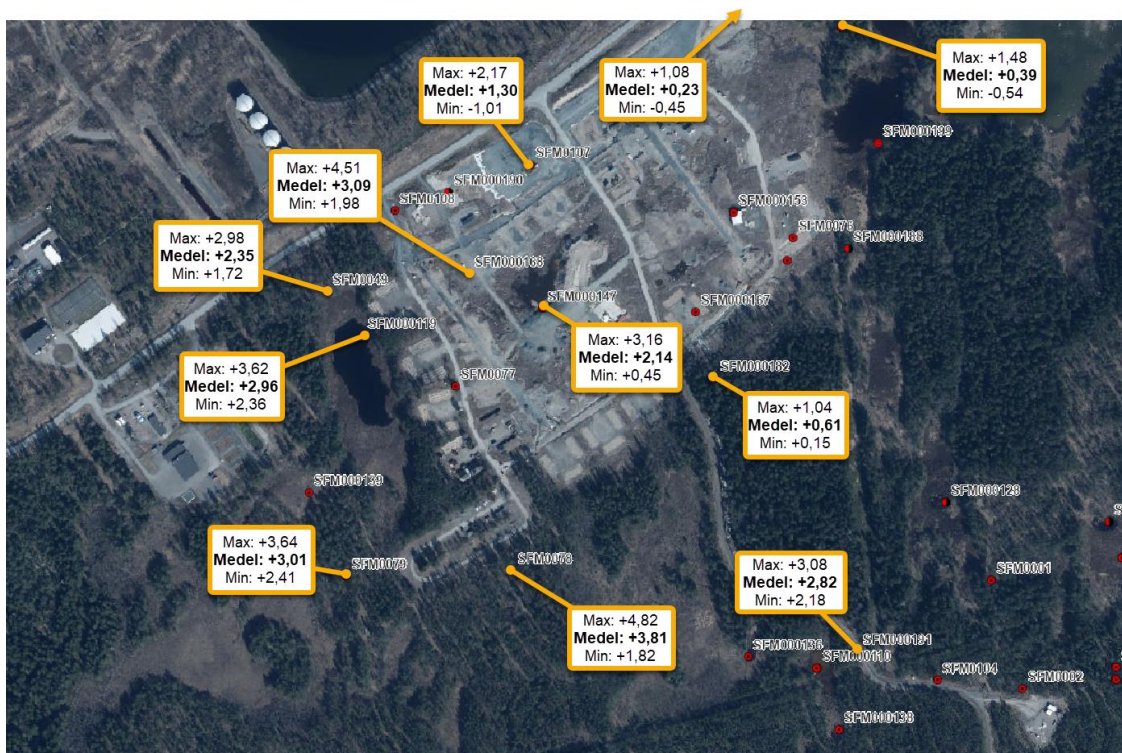 Max: +1,08
Medel: +0,23
Min: -0,45
Max: +1,48
Medel: +0,39
Min: -0,54
Max: +2,17
Medel: +1,30
Min: -1,01
SFM000199
SFM0107
Max: +4,51
Medel: +3,09
Min: +1,98
SFM000190
SFM0108
SFM000153
SFM0076
SFM000188
Max: +2,98
Medel: +2,35
Min: +1,72
SFM000168
SFM0049
SFM000147
SFM000167
SFM000119
Max: +3,16
Medel: +2,14
Min: +0,45
Max: +3,62
Medel: +2,96
Min: +2,36
SFM000182
SFM0077
Max: +1,04
Medel: +0,61
Min: +0,15
SFM000139
SFM000128
Max: +3,64
Medel: +3,01
Min: +2,41
SFM0079
SFM0078
SFM0001
Max: +3,08
Medel: +2,82
Min: +2,18
Max: +4,82
Medel: +3,81
Min: +1,82
SFM000191
SFM000136
SFM000110
SFM0104
SFM0002
SFM000198